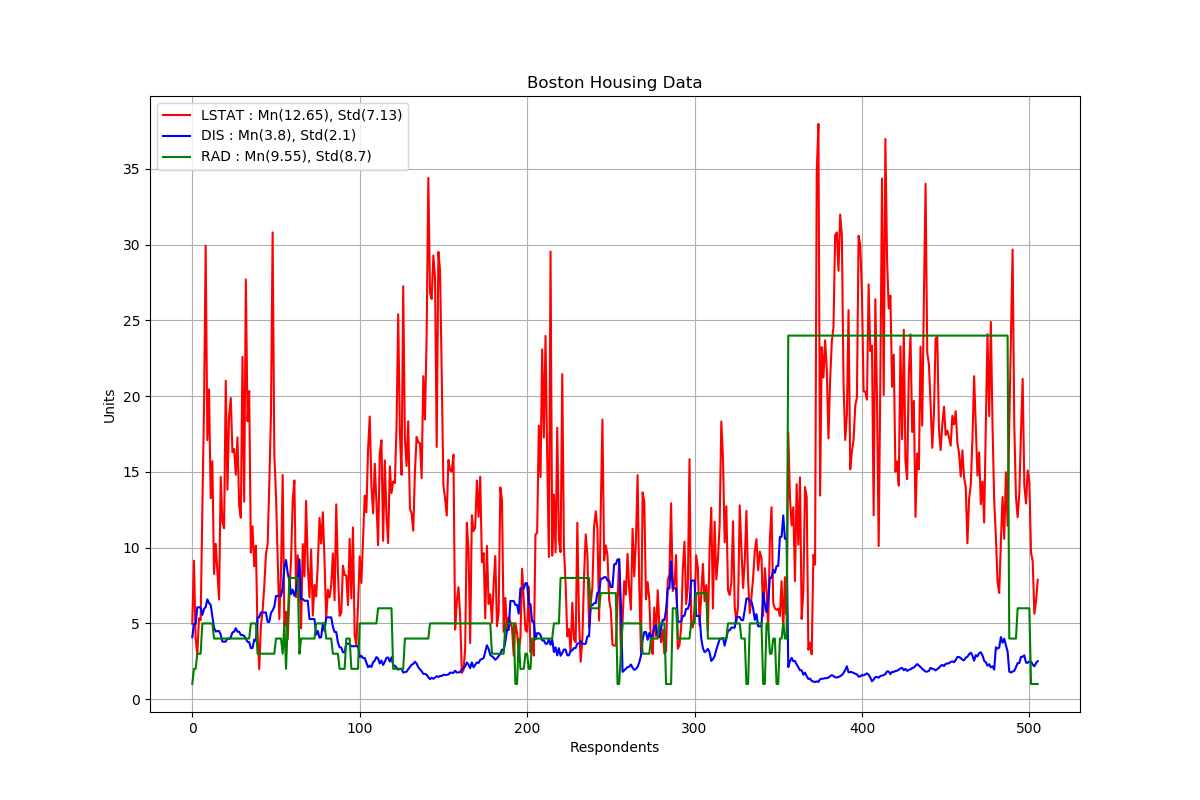 Boston Housing Data
LSTAT : Mn(12.65), Std(7.13)
DIS : Mn(3.8), Std(2.1)
RAD : Mn(9.55), Std(8.7)
35
30
25
20
15
10
5
0
Units
0 100 200 300 400 500
Respondents